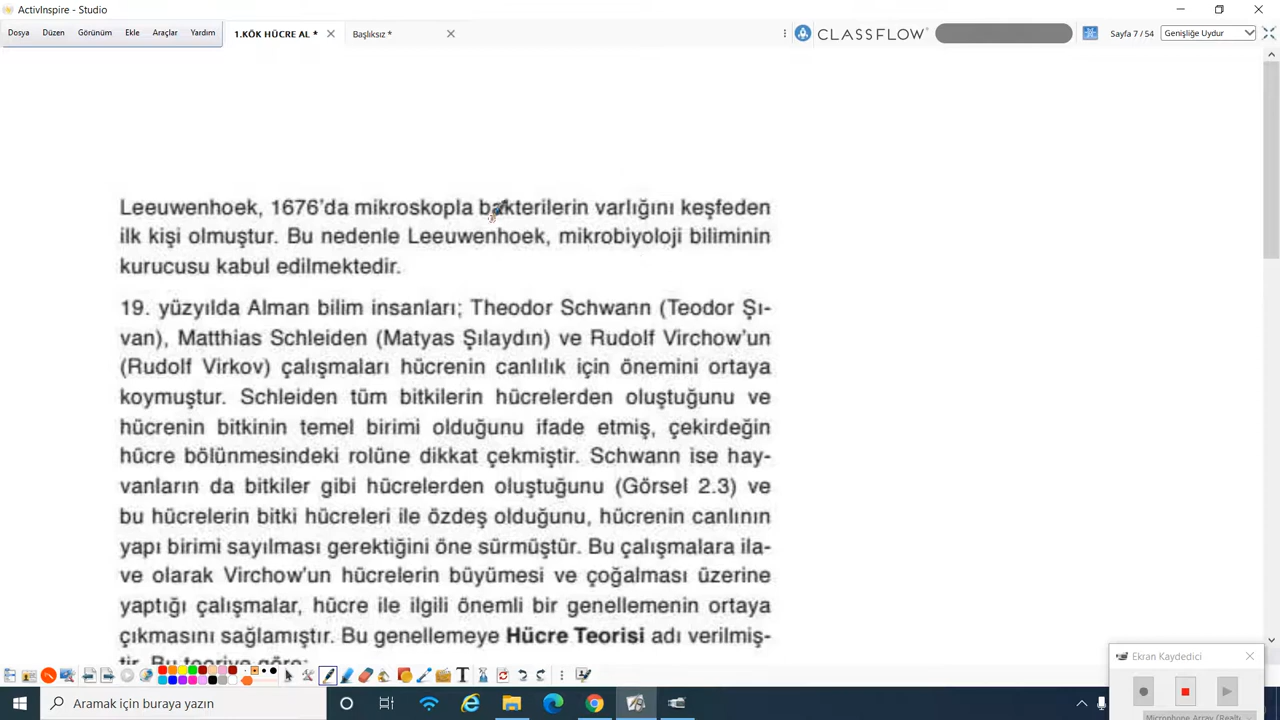 ActivInspire - Studio
Dosya Düzen Görünüm Ekle Araçlar Yardım
1.KÖK HÜCRE AL *
Başlıksız *
CLASSFLOW
Sayfa 7 / 54
Genişliğe Uydur
Leeuwenhoek, 1676'da mikroskopla bakterilerin varlığını keşfeden
ilk kişi olmuştur. Bu nedenle Leeuwenhoek, mikrobiyoloji biliminin
kurucusu kabul edilmektedir.
19. yüzyılda Alman bilim insanları; Theodor Schwann (Teodor Şı-
van), Matthias Schleiden (Matyas Şılaydın) ve Rudolf Virchow'un
(Rudolf Virkov) çalışmaları hücrenin canlılık için önemini ortaya
koymuştur. Schleiden tüm bitkilerin hücrelerden oluştuğunu ve
hücrenin bitkinin temel birimi olduğunu ifade etmiş, çekirdeğin
hücre bölünmesindeki rolüne dikkat çekmiştir. Schwann ise hay-
vanların da bitkiler gibi hücrelerden oluştuğunu (Görsel 2.3) ve
bu hücrelerin bitki hücreleri ile özdeş olduğunu, hücrenin canlının
yapı birimi sayılması gerektiğini öne sürmüştür. Bu çalışmalara ila-
ve olarak Virchow'un hücrelerin büyümesi ve çoğalması üzerine
yaptığı çalışmalar, hücre ile ilgili önemli bir genellemenin ortaya
çıkmasını sağlamıştır. Bu genellemeye Hücre Teorisi adı verilmiş-
tir. Bu teoriye göre:
Ekran Kaydedici
Microphone Array (Realt
Aramak için buraya yazın